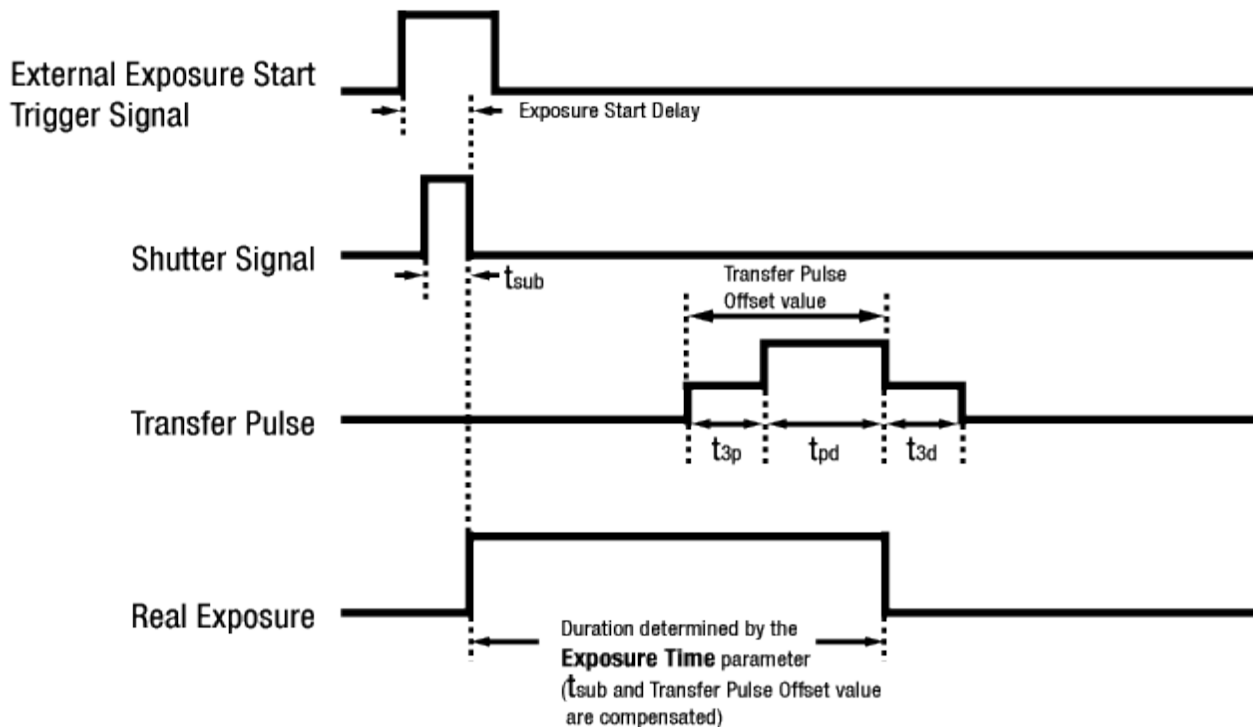 External Exposure Start
Trigger Signal
Exposure Start Delay
Shutter Signal
tsub
Transfer Pulse
Offset value
Transfer Pulse
t3p
tpd
t3d
Real Exposure
Duration determined by the
Exposure Time parameter
(tsub and Transfer Pulse Offset value
are compensated)